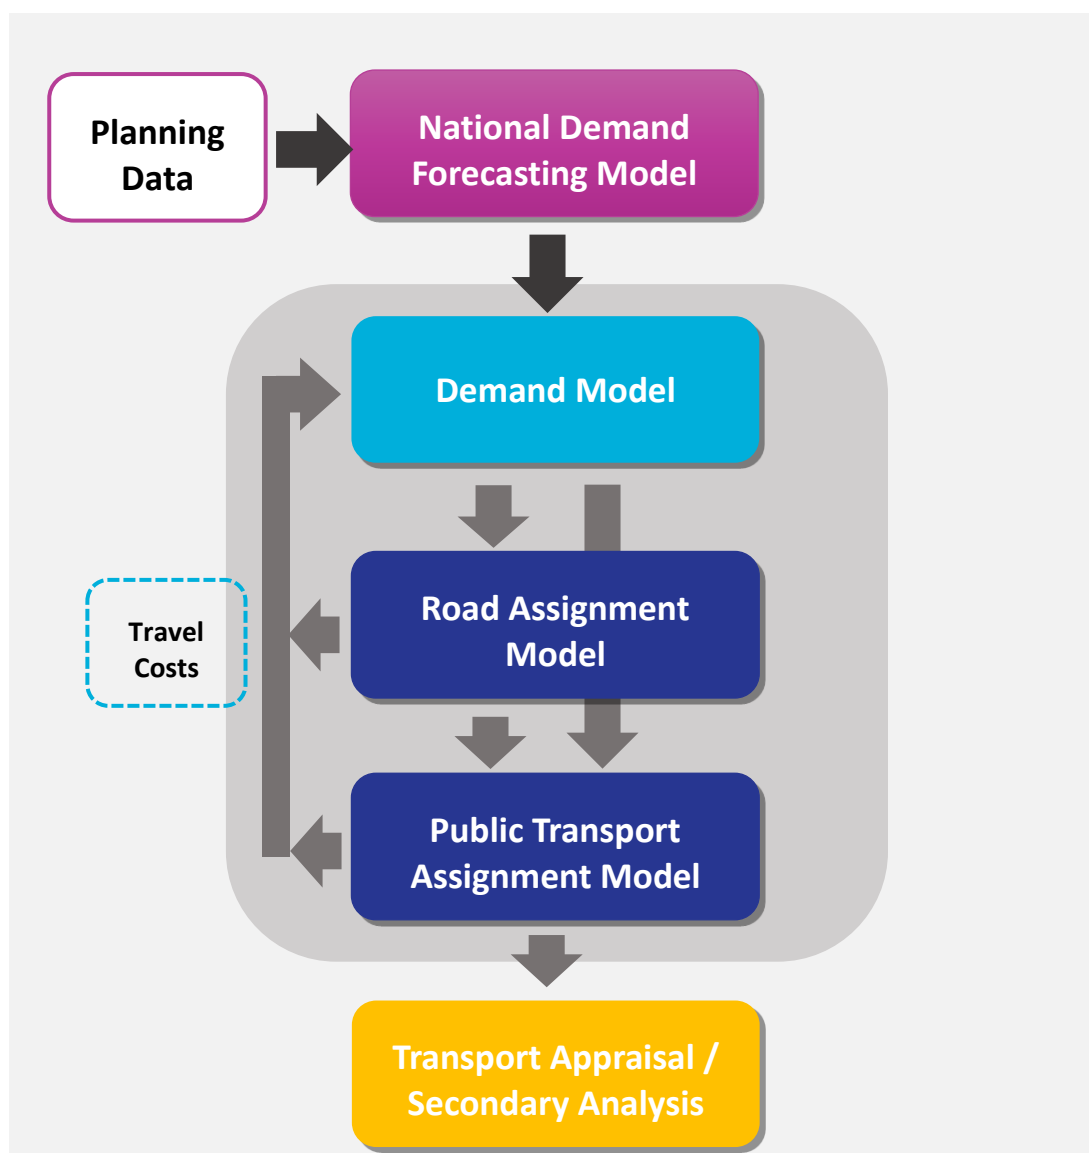 Planning
Data
National Demand
Forecasting Model
Demand Model
Road Assignment
Model
Travel
Costs
Public Transport
Assignment Model
Transport Appraisal /
Secondary Analysis